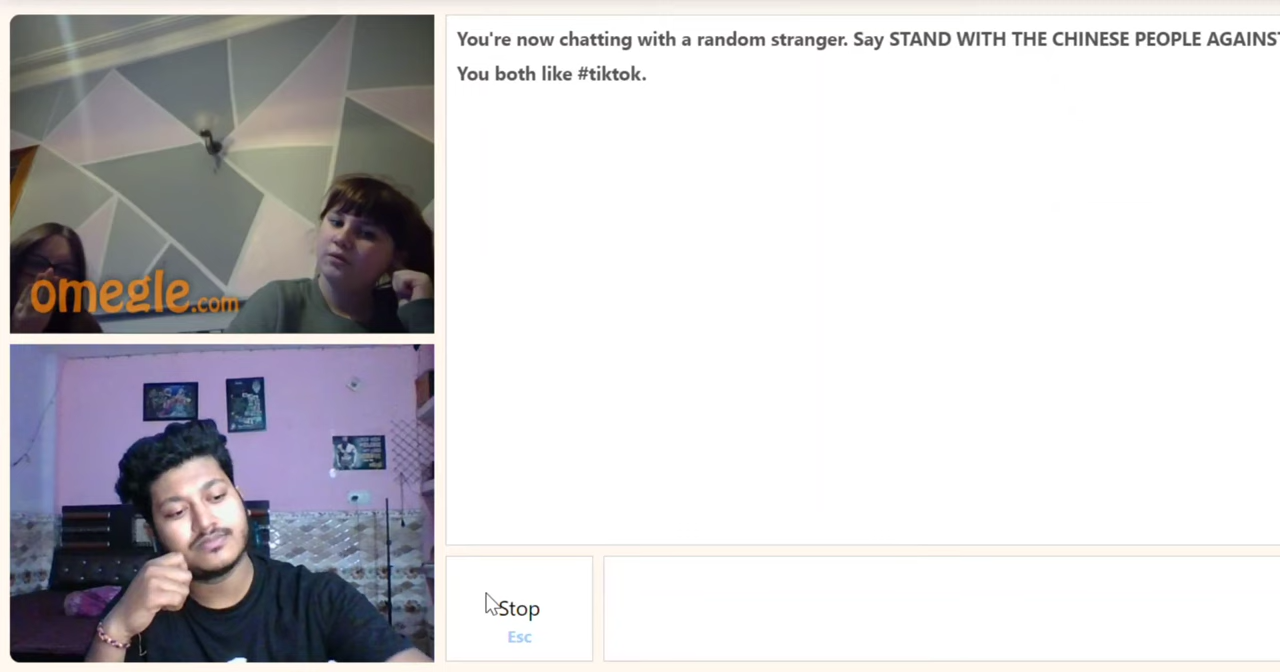 You're now chatting with a random stranger. Say STAND WITH THE CHINESE PEOPLE AGAINST
You both like #tiktok.
omegle.com
Stop
Esc